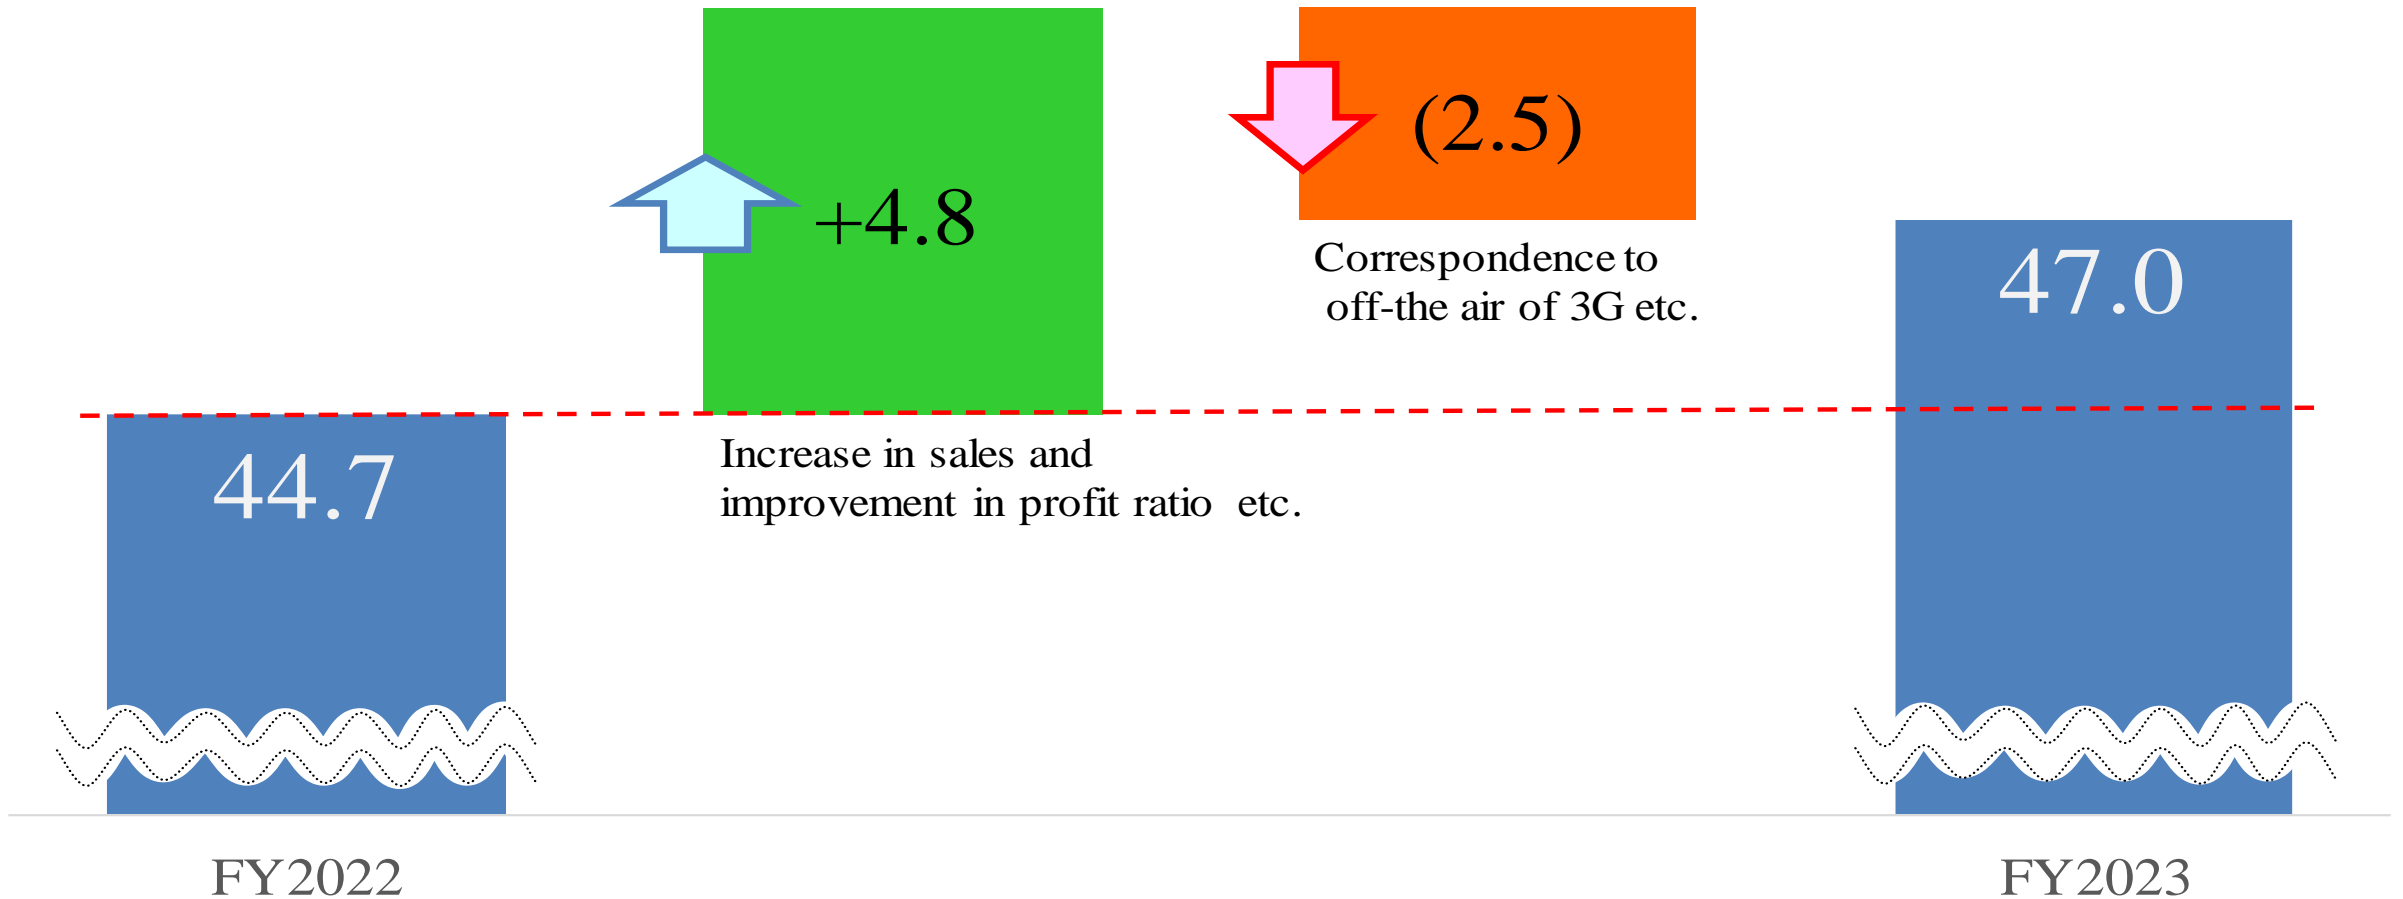 +4.8
(2.5)
Correspondence to
off-the air of 3G etc.
47.0
44.7
Increase in sales and
improvement in profit ratio etc.
FY2022
FY2023